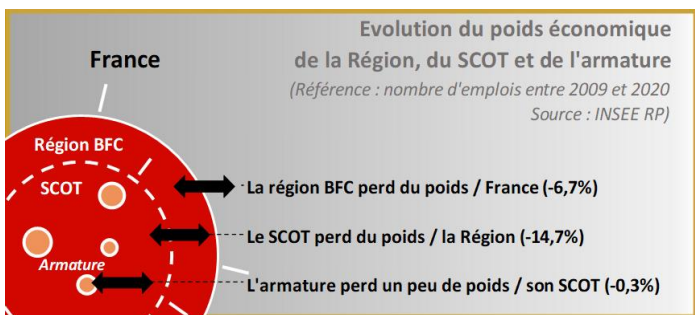 Evolution du poids économique
de la Région, du SCOT et de l'armature
(Référence : nombre d'emplois entre 2009 et 2020
Source : INSEE RP)
France
Région BFC
SCOT
Armature
La région BFC perd du poids / France (-6,7%)
Le SCOT perd du poids / la Région (-14,7%)
L'armature perd un peu de poids / son SCOT (-0,3%)